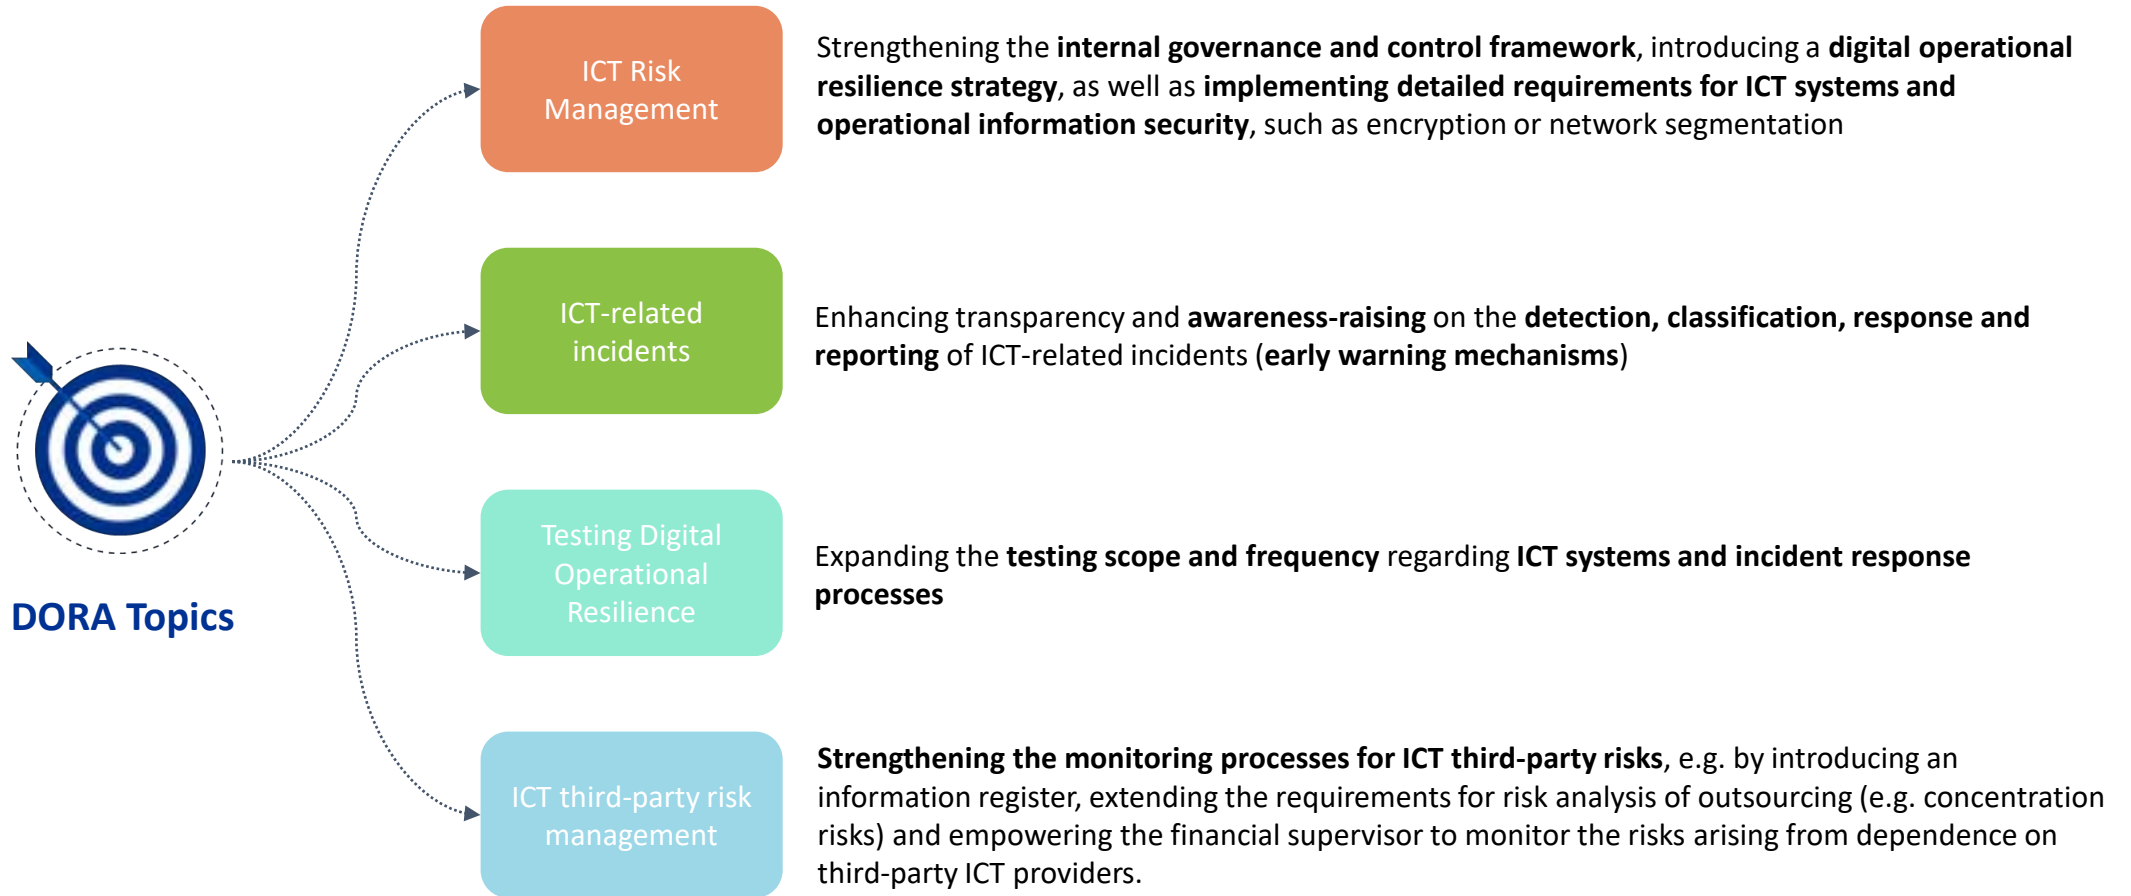 ICT Risk
Management
Strengthening the internal governance and control framework, introducing a digital operational
resilience strategy, as well as implementing detailed requirements for ICT systems and
operational information security, such as encryption or network segmentation
ICT-related
incidents
Enhancing transparency and awareness-raising on the detection, classification, response and
reporting of ICT-related incidents (early warning mechanisms)
DORA Topics
Testing Digital
Operational
Resilience
Expanding the testing scope and frequency regarding ICT systems and incident response
processes
ICT third-party risk
management
Strengthening the monitoring processes for ICT third-party risks, e.g. by introducing an
information register, extending the requirements for risk analysis of outsourcing (e.g. concentration
risks) and empowering the financial supervisor to monitor the risks arising from dependence on
third-party ICT providers.